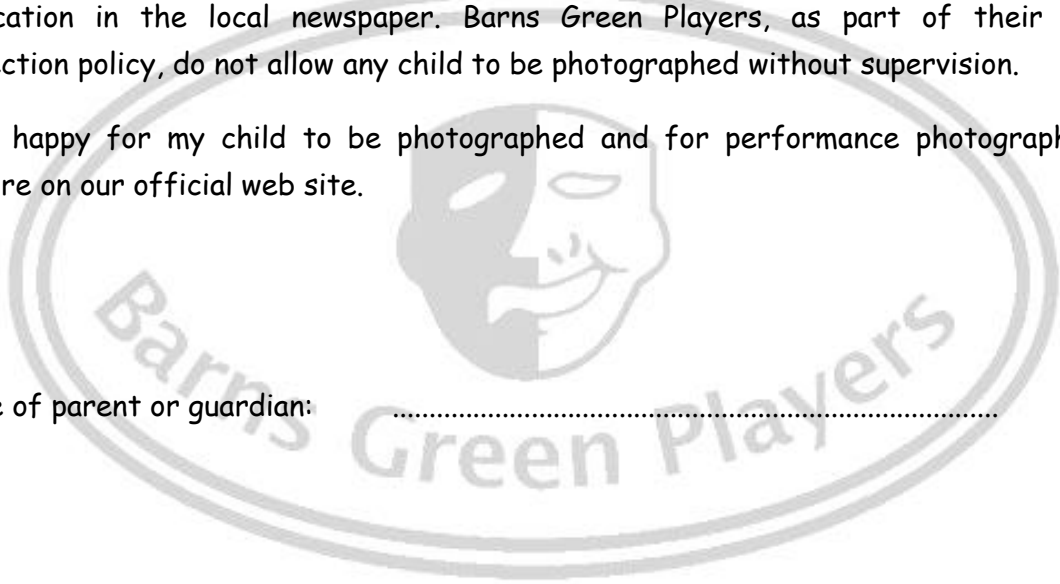 cation in the local newspaper. Barns Green Players, as part of their
ction policy, do not allow any child to be photographed without supervision.
happy for my child to be photographed and for performance photograph
re on our official web site.
e of parent or guardian: ....................................................................................
Barns Green Players